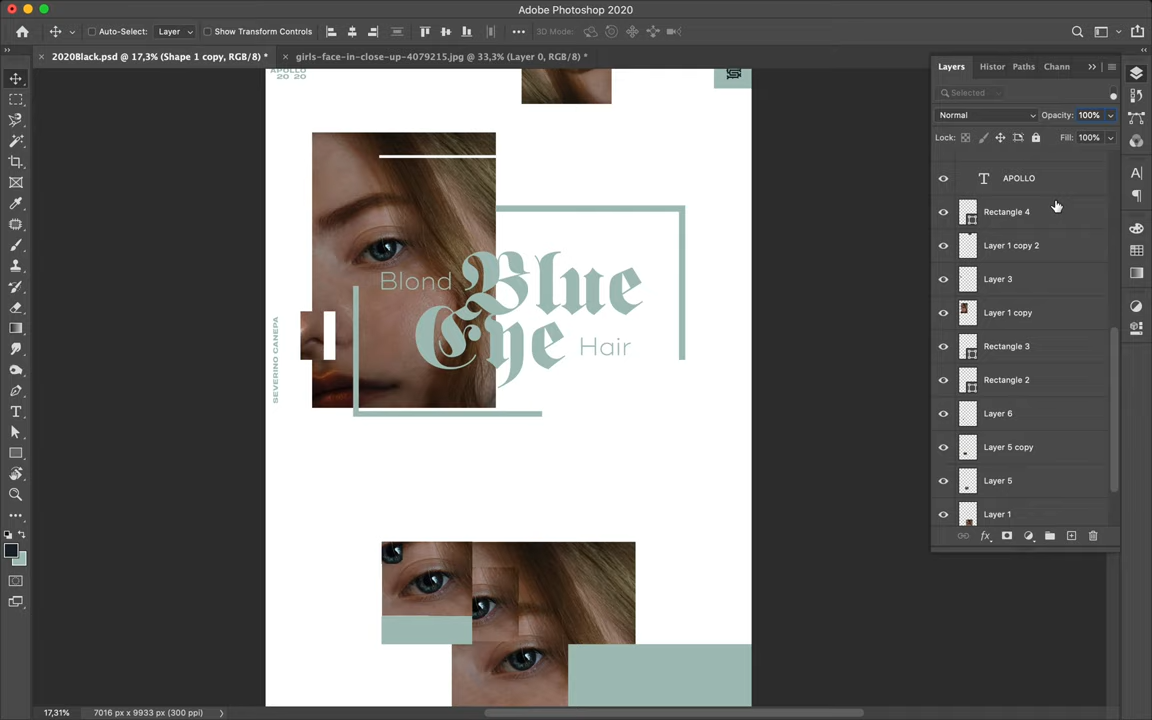 Adobe Photoshop 2020
Auto-Select:
Layer
Show Transform Controls
3D Mode:
2020Black.psd @ 17,3% (Shape 1 copy, RGB/8) *
girls-face-in-close-up-4079215.jpg @ 33,3% (Layer 0, RGB/8) *
Layers
Histor
Paths
Chann
Selected
Normal
Opacity:
100%
Lock:
Fill:
100%
APOLLO
Rectangle 4
Layer 1 copy 2
Layer 3
Layer 1 copy
Rectangle 3
Rectangle 2
Layer 6
Layer 5 copy
Layer 5
Layer 1
fx
APOLLO
20 20
Blond
Blue
Eye
Hair
SEVERINO CANEPA
17,31%
7016 px x 9933 px (300 ppi)